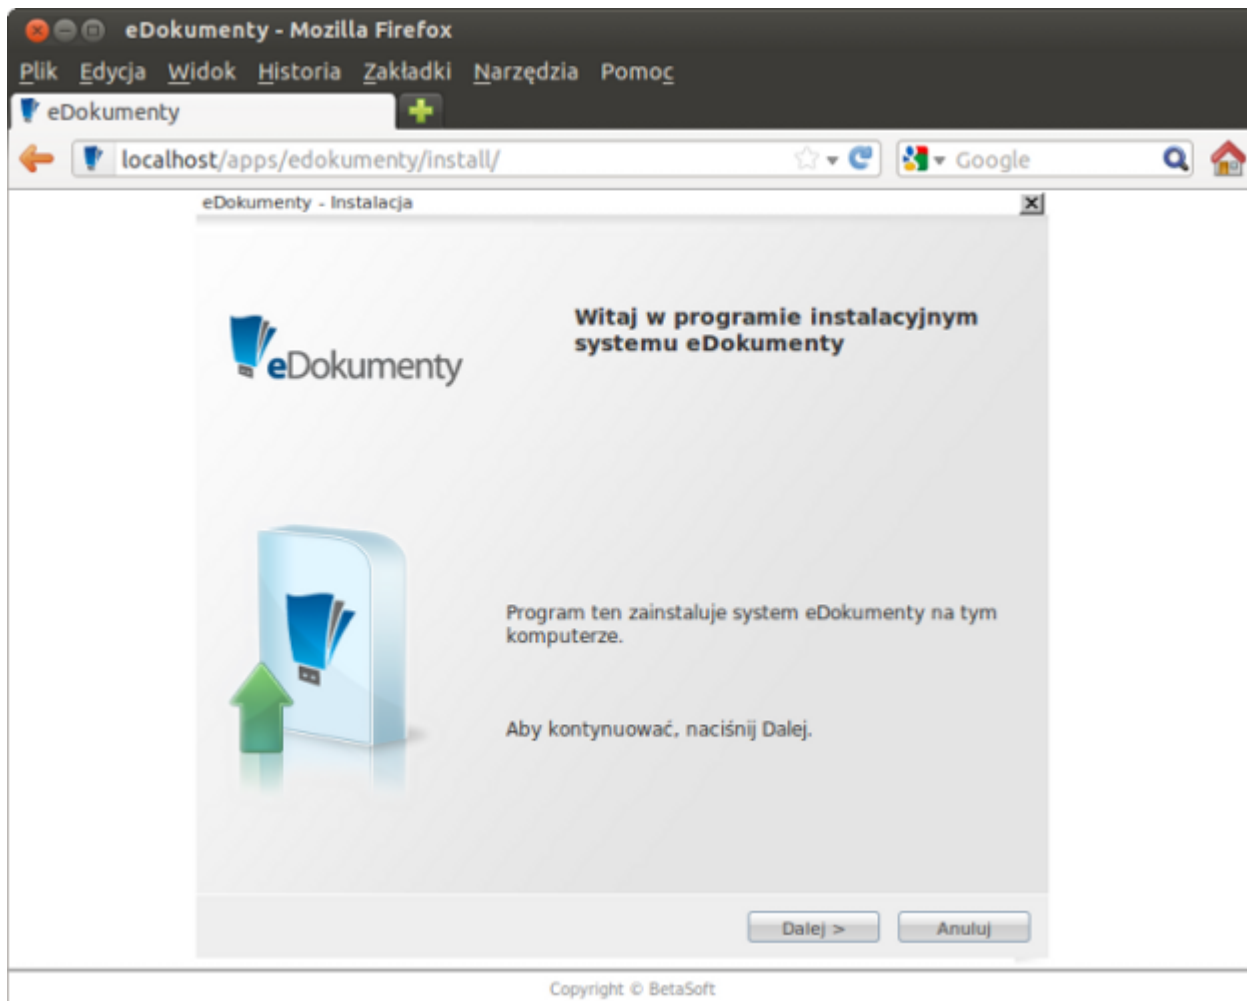 eDokumenty - Mozilla Firefox
Plik Edycja Widok Historia Zakładki Narzędzia Pomoc
eDokumenty
localhost/apps/edokumenty/install/ Google
eDokumenty - Instalacja
Witaj w programie instalacyjnym
systemu eDokumenty
eDokumenty
Program ten zainstaluje system eDokumenty na tym
komputerze.
Aby kontynuować, naciśnij Dalej.
Dalej > Anuluj
Copyright © BetaSoft